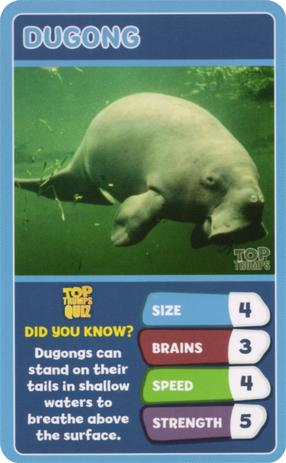 DUGONG
TOP
TRUMPS
TOP
TRUMPS
QUIZ
DID YOU KNOW?
Dugongs can
stand on their
tails in shallow
waters to
breathe above
the surface.
SIZE 4
BRAINS 3
SPEED 4
STRENGTH 5